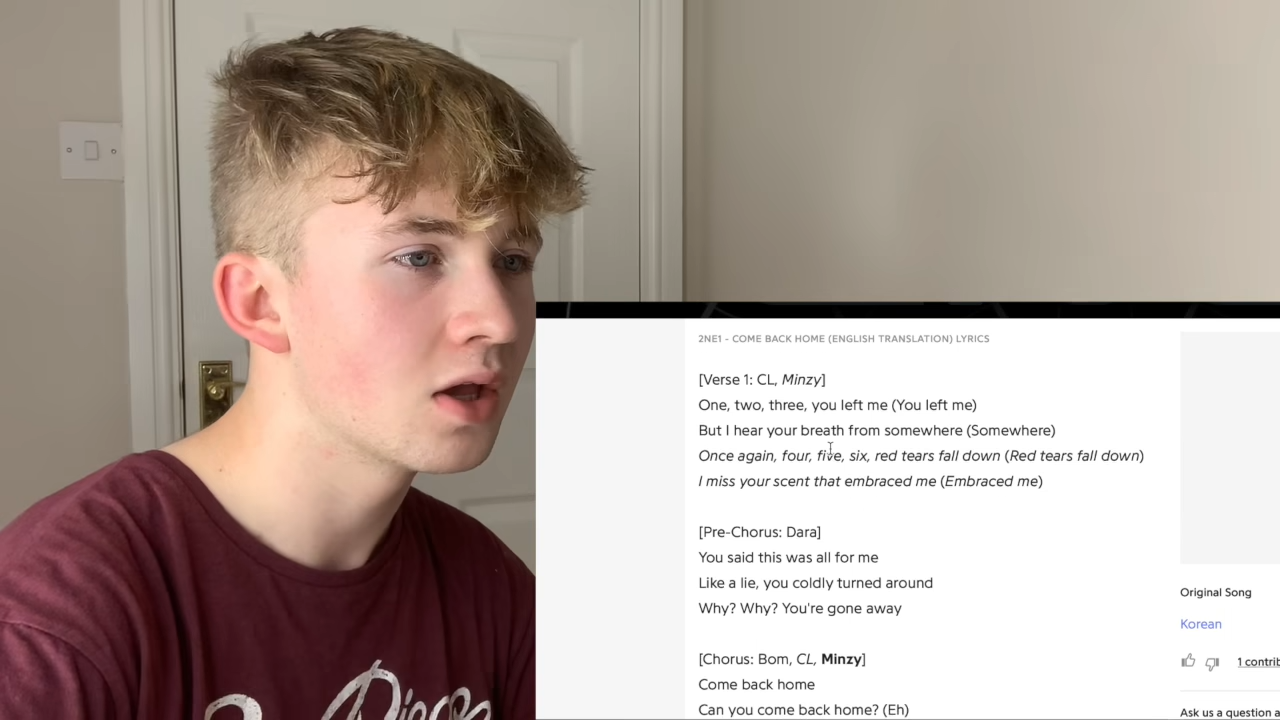 2NE1 - COME BACK HOME (ENGLISH TRANSLATION) LYRICS
[Verse 1: CL, Minzy]
One, two, three, you left me (You left me)
But I hear your breath from somewhere (Somewhere)
Once again, four, five, six, red tears fall down (Red tears fall down)
I miss your scent that embraced me (Embraced me)
[Pre-Chorus: Dara]
You said this was all for me
Like a lie, you coldly turned around
Why? Why? You're gone away
[Chorus: Bom, CL, Minzy]
Come back home
Can you come back home? (Eh)
Original Song
Korean
1 contrib
Ask us a question a